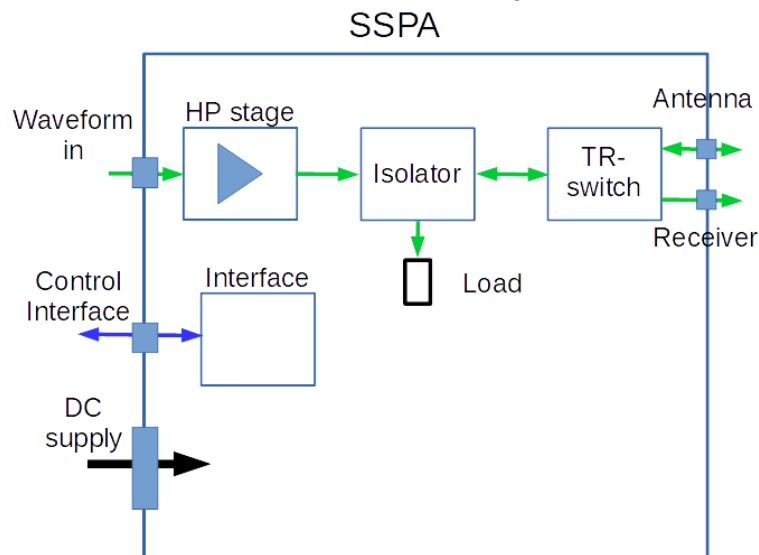 SSPA
HP stage
Waveform
in
Antenna
Isolator
TR-
switch
Receiver
Control
Interface
Interface
Load
DC
supply